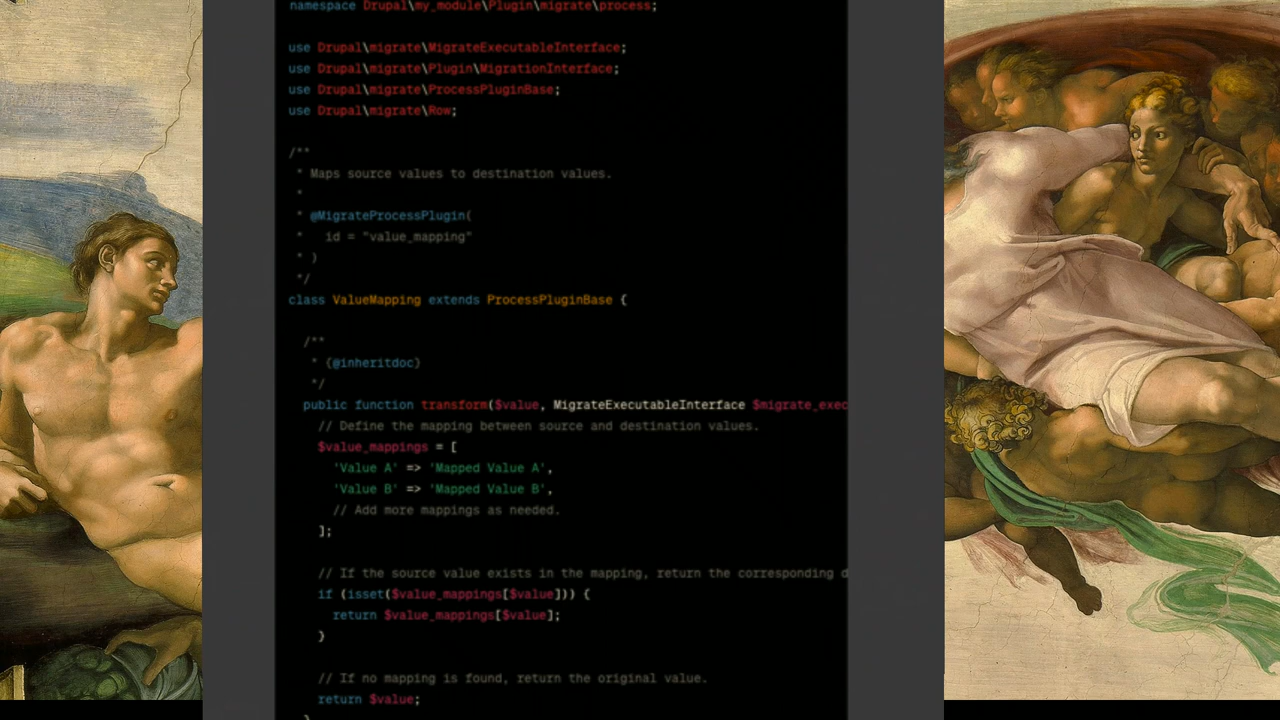 namespace Drupal\my_module\Plugin\migrate\process;
use Drupal\migrate\MigrateExecutableInterface;
use Drupal\migrate\Plugin\MigrationInterface;
use Drupal\migrate\ProcessPluginBase;
use Drupal\migrate\Row;
/**
* Maps source values to destination values.
*
* @MigrateProcessPlugin(
*   id = "value_mapping"
* )
*/
class ValueMapping extends ProcessPluginBase {
/**
* {@inheritdoc}
*/
public function transform($value, MigrateExecutableInterface $migrate_exec
// Define the mapping between source and destination values.
$value_mappings = [
'Value A' => 'Mapped Value A',
'Value B' => 'Mapped Value B',
// Add more mappings as needed.
];
// If the source value exists in the mapping, return the corresponding d
if (isset($value_mappings[$value])) {
return $value_mappings[$value];
}
// If no mapping is found, return the original value.
return $value;
}